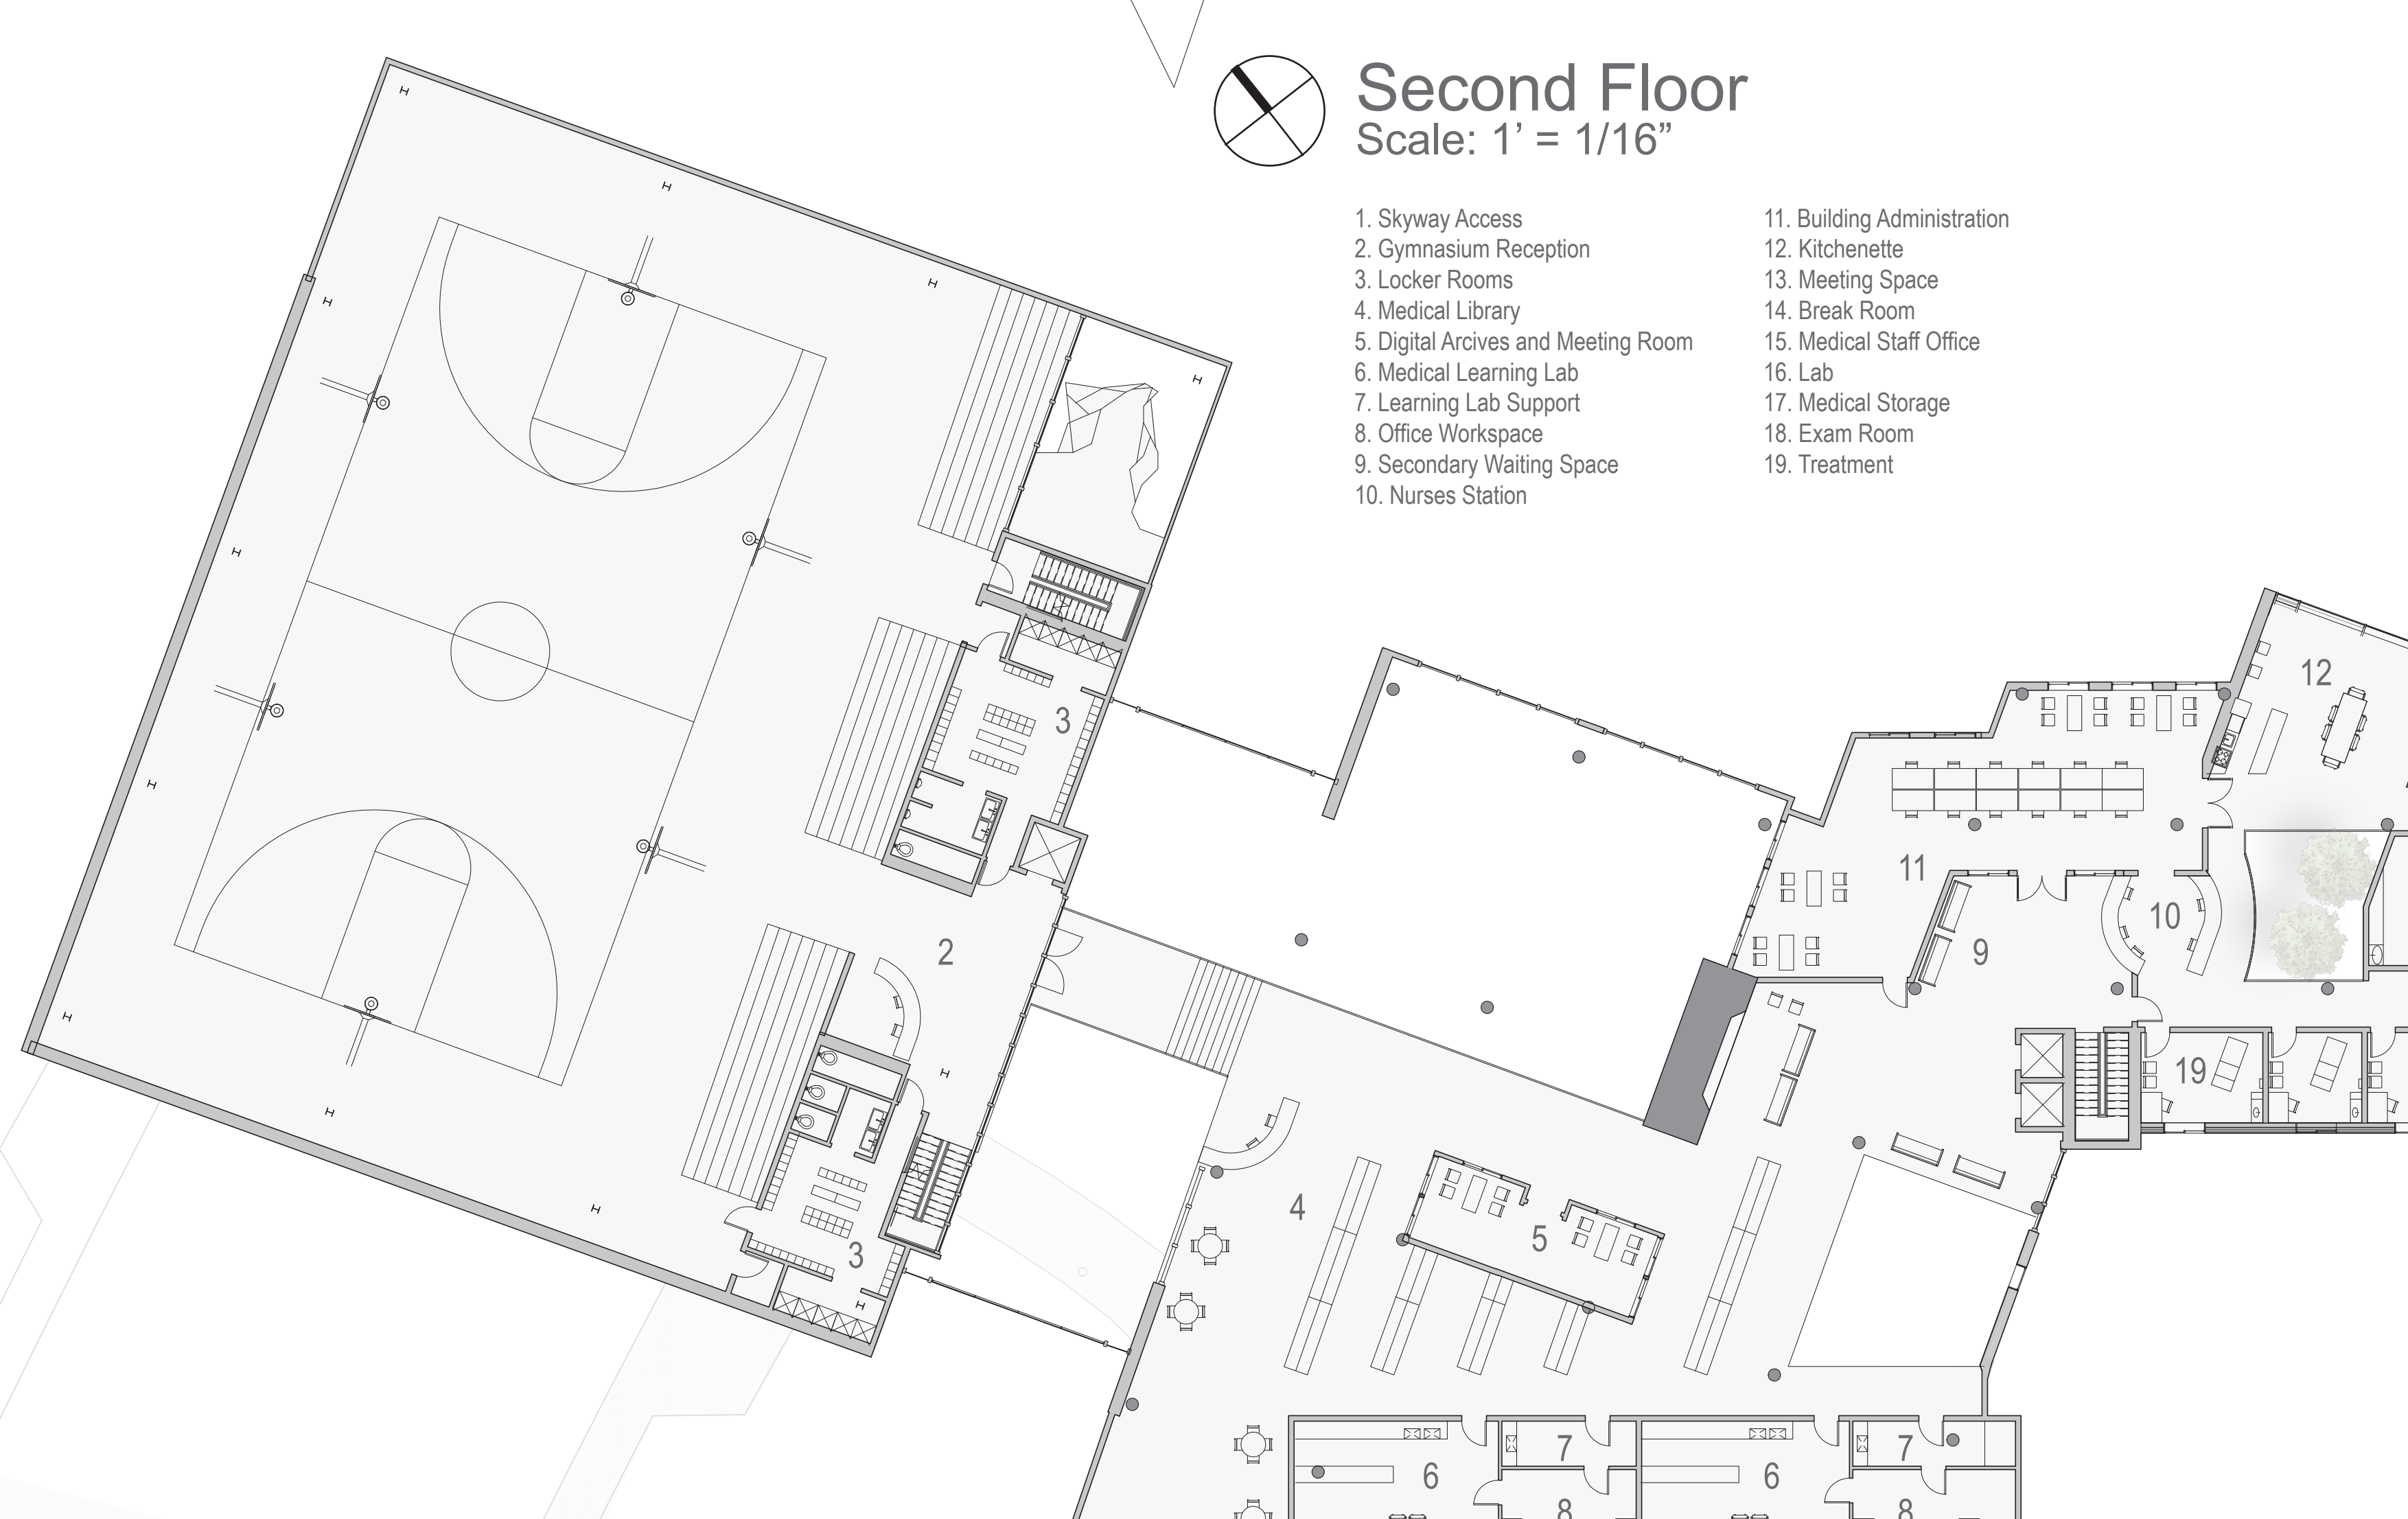 Second Floor
Scale: 1’ = 1/16”
1. Skyway Access
2. Gymnasium Reception
3. Locker Rooms
4. Medical Library
5. Digital Arcives and Meeting Room
6. Medical Learning Lab
7. Learning Lab Support
8. Office Workspace
9. Secondary Waiting Space
10. Nurses Station
11. Building Administration
12. Kitchenette
13. Meeting Space
14. Break Room
15. Medical Staff Office
16. Lab
17. Medical Storage
18. Exam Room
19. Treatment
12
3
11
10
2
9
19
4
5
3
7
7
6
6
8
8